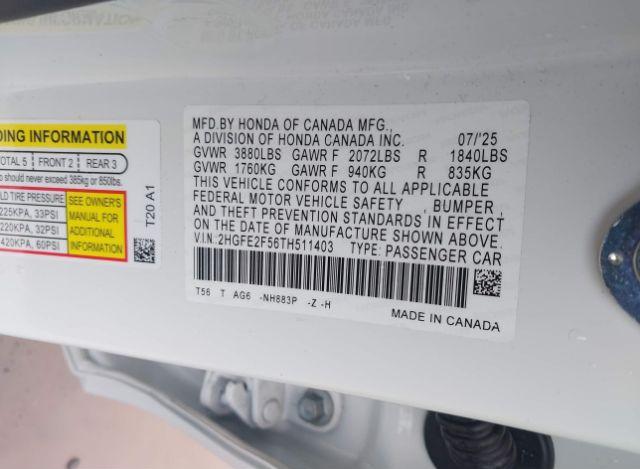 DING INFORMATION
TOTAL 5 FRONT 2 REAR 3
should never exceed 385kg or 850lbs.
LD TIRE PRESSURE
225KPA, 33PSI
220KPA, 32PSI
420KPA, 60PSI
SEE OWNER'S
MANUAL FOR
ADDITIONAL
INFORMATION
T20 A1
MFD.BY HONDA OF CANADA MFG.,
A DIVISION OF HONDA CANADA INC. 07/'25
GVWR 3880LBS GAWR F 2072LBS R 1840LBS
GVWR 1760KG GAWR F 940KG R 835KG
THIS VEHICLE CONFORMS TO ALL APPLICABLE
FEDERAL MOTOR VEHICLE SAFETY , BUMPER ,
AND THEFT PREVENTION STANDARDS IN EFFECT
ON THE DATE OF MANUFACTURE SHOWN ABOVE.
V.I.N. 2HGFE2F56TH511403 TYPE: PASSENGER CAR
T56 T AG6 -NH883P -Z -H
MADE IN CANADA